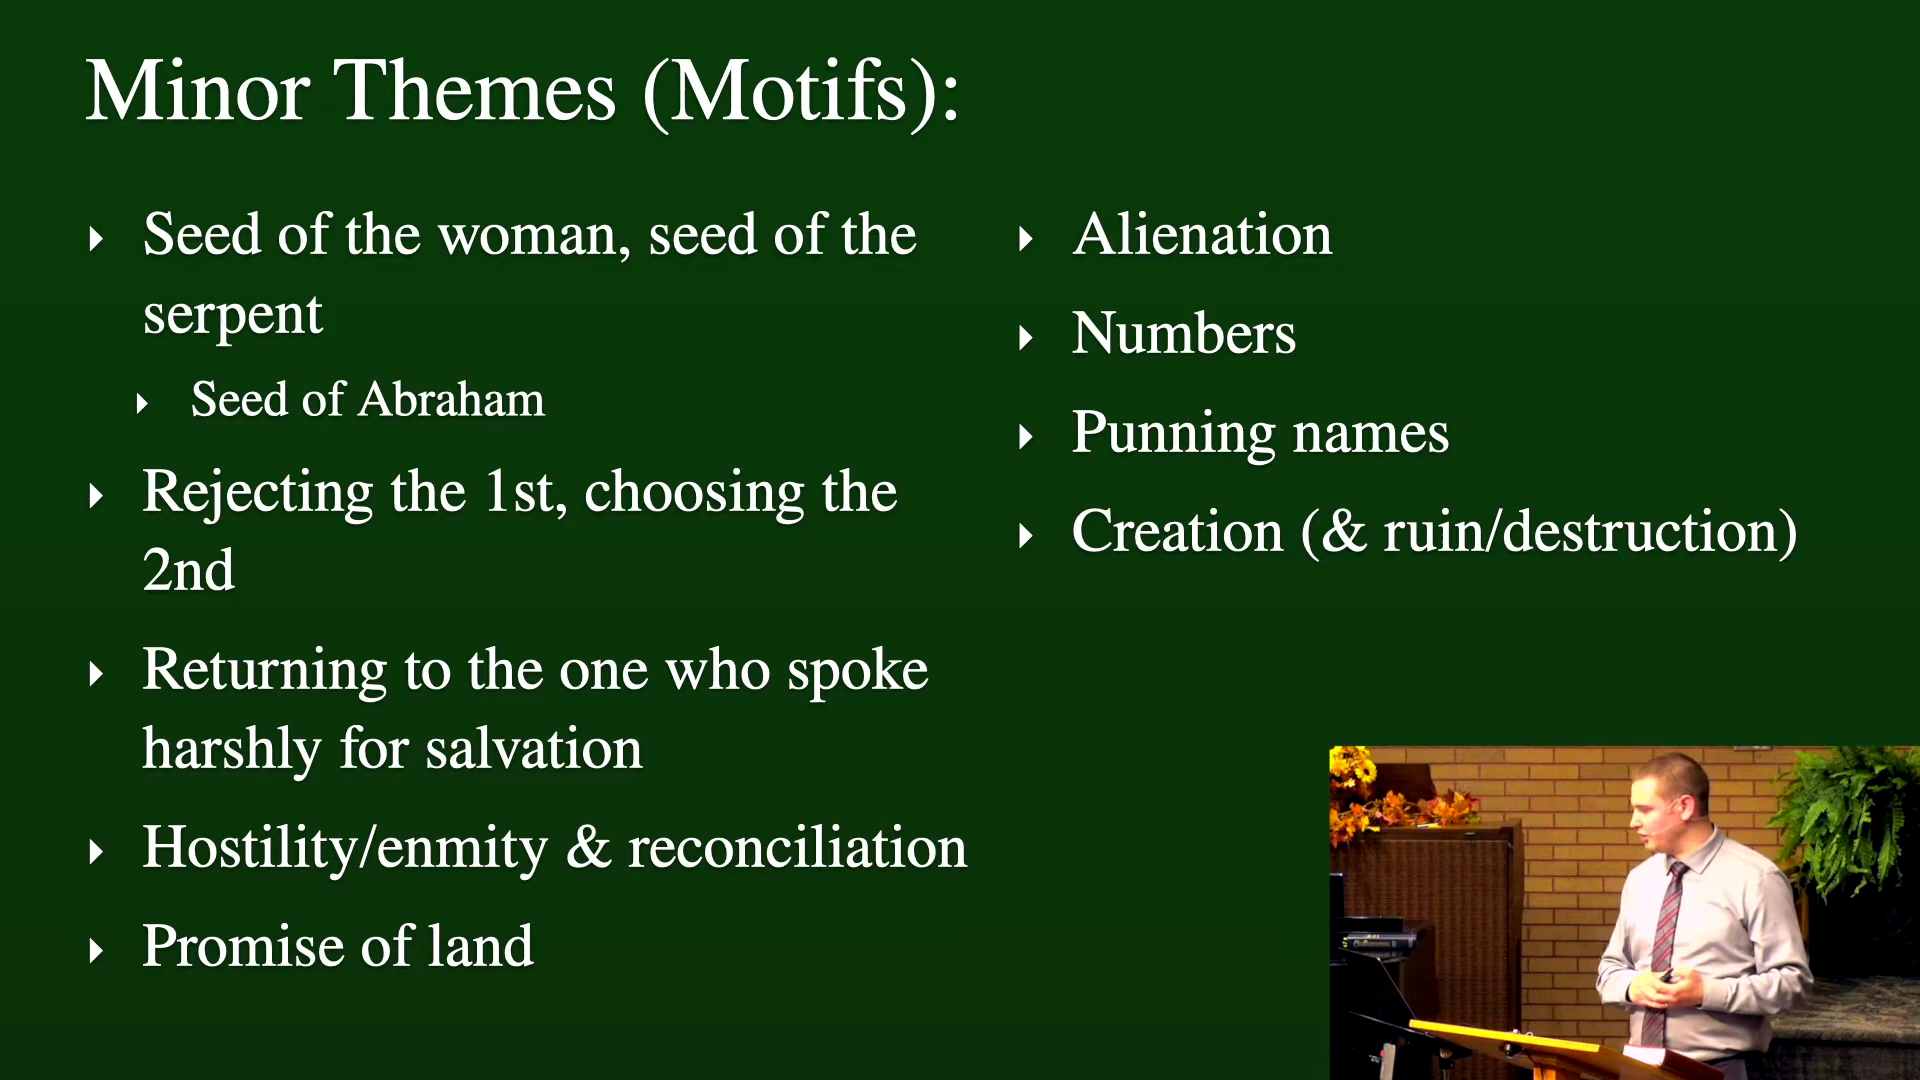 Minor Themes (Motifs):
Seed of the woman, seed of the
serpent
Seed of Abraham
Rejecting the 1st, choosing the
2nd
Returning to the one who spoke
harshly for salvation
Hostility/enmity & reconciliation
Promise of land
Alienation
Numbers
Punning names
Creation (& ruin/destruction)